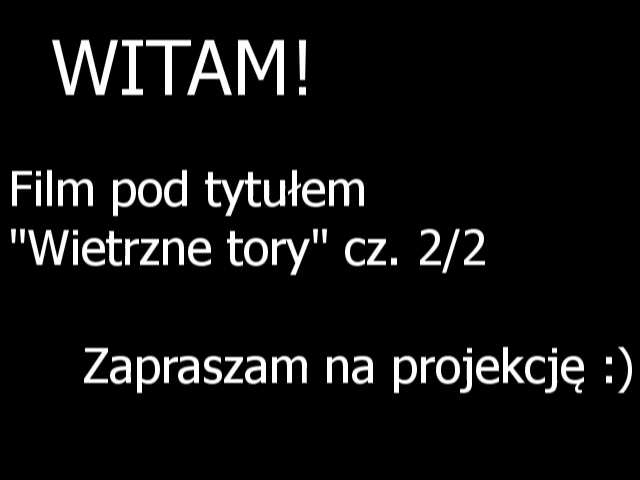 WITAM!
Film pod tytułem
"Wietrzne tory" cz. 2/2
Zapraszam na projekcję :)